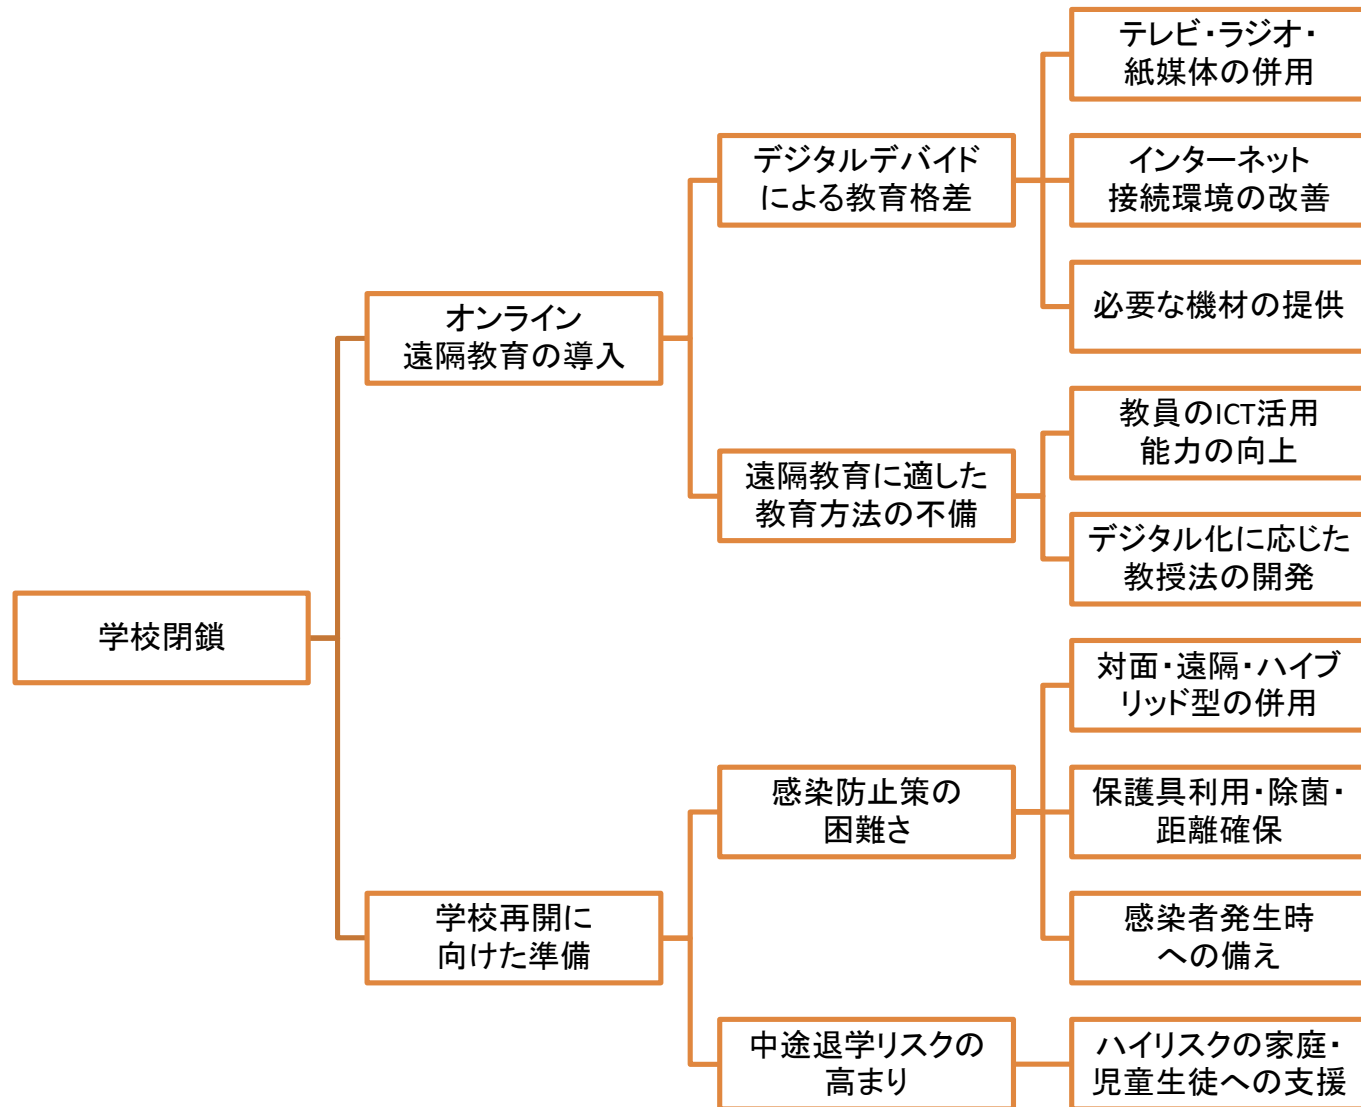 テレビ・ラジオ・
紙媒体の併用
デジタルデバイド
による教育格差
インターネット
接続環境の改善
必要な機材の提供
オンライン
遠隔教育の導入
教員のICT活用
能力の向上
遠隔教育に適した
教育方法の不備
デジタル化に応じた
教授法の開発
学校閉鎖
対面・遠隔・ハイブ
リッド型の併用
感染防止策の
困難さ
保護具利用・除菌・
距離確保
学校再開に
向けた準備
感染者発生時
への備え
中途退学リスクの
高まり
ハイリスクの家庭・
児童生徒への支援